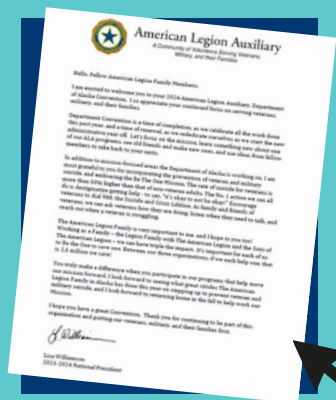 American Legion Auxiliary
A Community of Volunteers Serving Veterans,
Military, and their Families
Hello, Fellow American Legion Family Members:
I am excited to welcome you to your 2024 American Legion Auxiliary, Department
of Alaska Convention. I so appreciate your continued focus on serving veterans,
military, and their families.
Department Convention is a time of completion, as we celebrate all the work done
this past year; and a time of renewal, as we rededicate ourselves as we start the new
administrative year off. Let's focus on the mission, learn something new about one
of our ALA programs, see old friends and make new ones, and use ideas from fellow
members to take back to your units.
In addition to mission-focused areas the Department of Alaska is working on, I am
most grateful to you for incorporating the prevention of veteran and military
suicide, and embracing the Be The One Mission. The rate of suicide for veterans is
more than 50% higher than that of non-veteran adults. The No. 1 action we can all
do is destigmatize getting help - to say, "it's okay to not be okay." Encourage
veterans to dial 988 the Suicide and Crisis Lifeline. As family and friends of
veterans, we can ask veterans how they are doing; listen when they need to talk, and
reach out when a veteran is struggling.
The American Legion Family is very important to me, and I hope to you too!
Working as a Family - the Legion Family with The American Legion and the Sons of
The American Legion - we can have triple the impact. It's important for each of us
to Be the One to save one. Between our three organizations, if we each help one, that
is 2.5 million we save!
You truly make a difference when you participate in our programs that help move
our mission forward. I look forward to seeing what great strides The American
Legion Family in Alaska has done this year on stepping up to prevent veteran and
military suicide, and I look forward to returning home in the fall to help work our
Mission.
I hope you have a great Convention. Thank you for continuing to be part of this
organization and putting our veterans, military, and their families first.
Lisa Williamson
2023-2024 National President